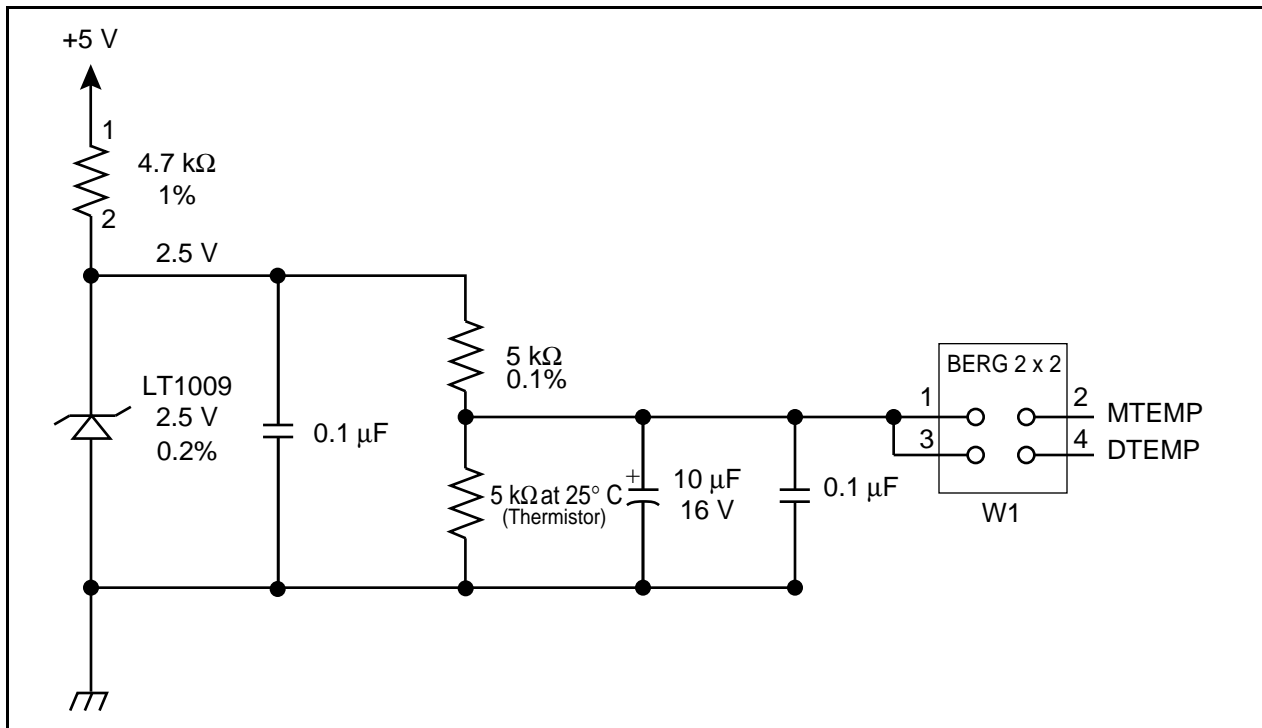 +5 V
1
4.7 kΩ
1%
2
2.5 V
LT1009
2.5 V
0.2%
0.1 μF
5 kΩ
0.1%
5 kΩ at 25° C
(Thermistor)
+
10 μF
16 V
0.1 μF
BERG 2 x 2
1
2
MTEMP
3
4
DTEMP
W1